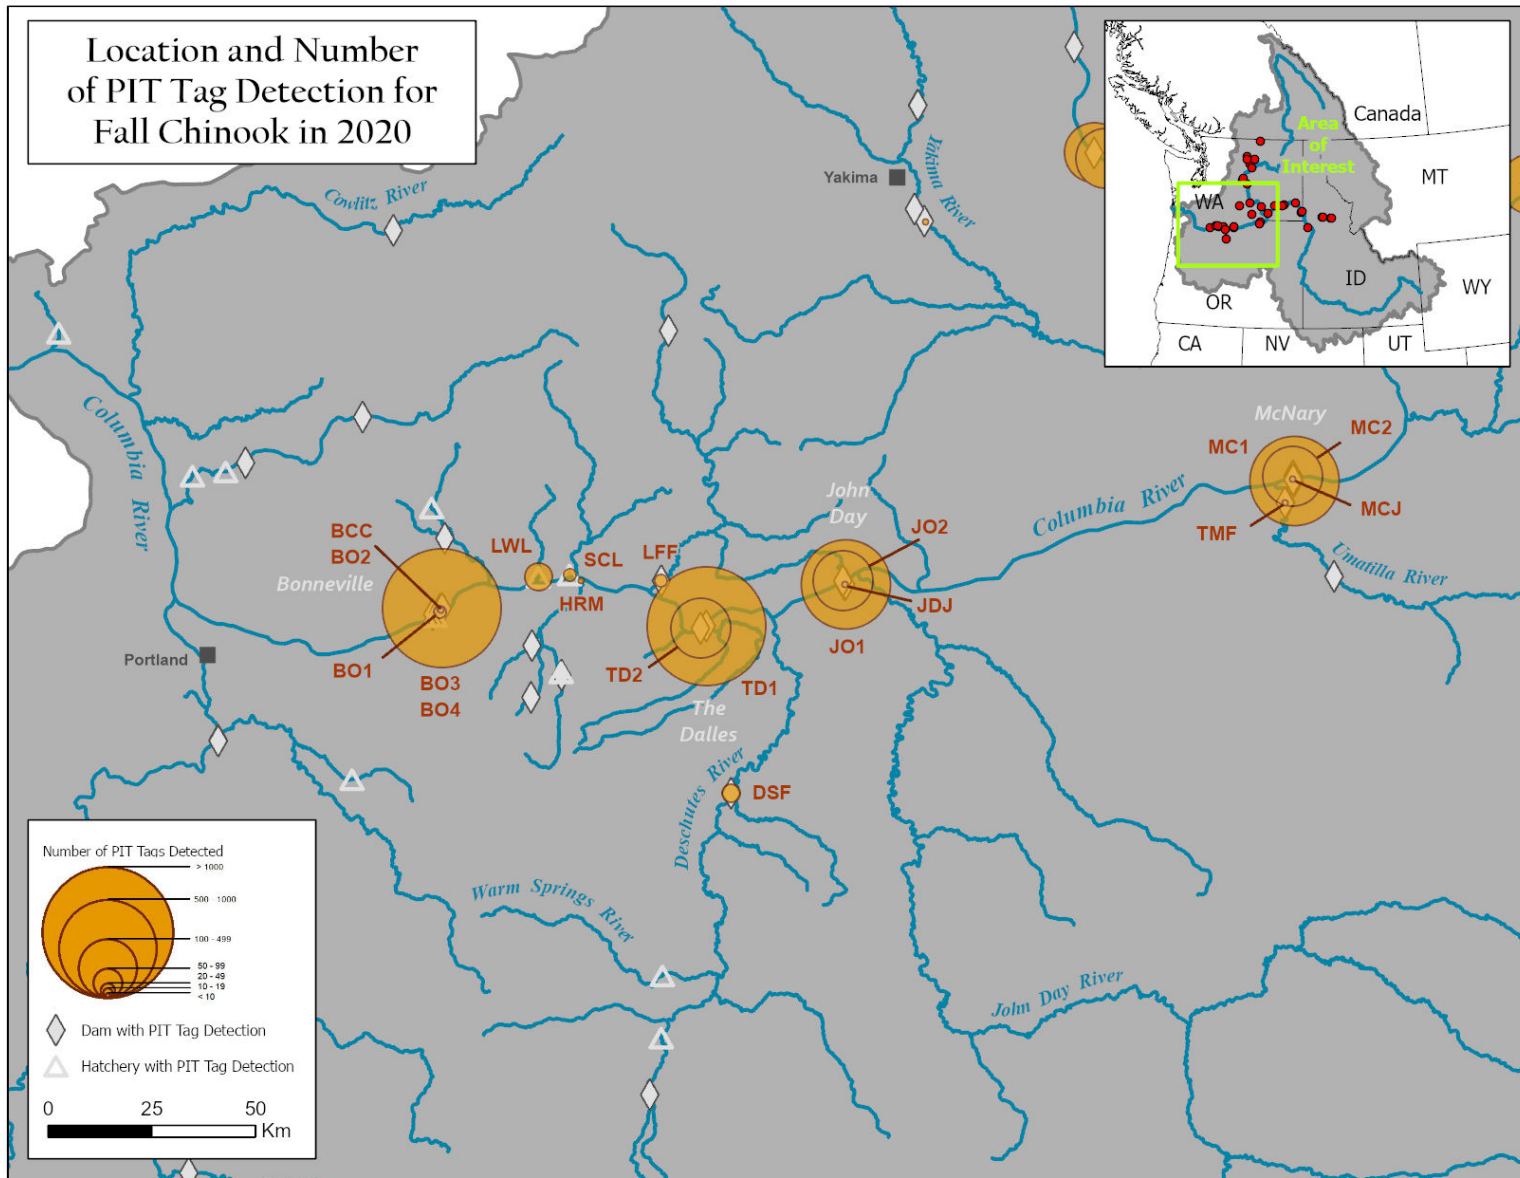 Location and Number
of PIT Tag Detection for
Fall Chinook in 2020
Canada
Area
of
Interest
MT
WA
ID
WY
OR
CA
NV
UT
Cowlitz River
Yakima
Yakima River
Columbia
River
McNary
MC1
MC2
MCJ
TMF
Columbia River
Umatilla River
John
Day
JO2
JDJ
JO1
BCC
BO2
Bonneville
BO1
BO3
BO4
LWL
SCL
HRM
LFF
TD2
TD1
The
Dalles
Portland
DSF
Deschutes River
Warm Springs River
John Day River
Number of PIT Tags Detected
> 1000
500 - 1000
100 - 499
50 - 99
20 - 49
10 - 19
< 10
Dam with PIT Tag Detection
Hatchery with PIT Tag Detection
0 25 50
Km